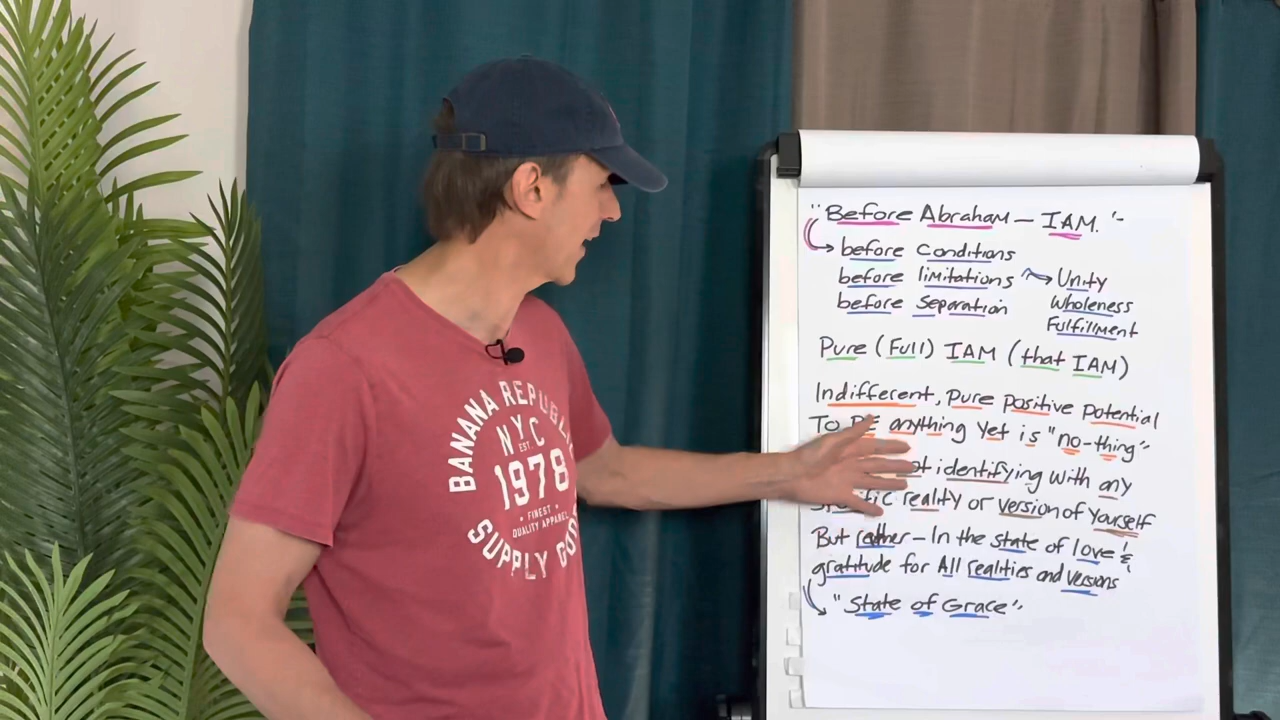 "Before Abraham – I AM."
before Conditions
before limitations → Unity
before Separation Wholeness
Fulfillment
Pure (Full) I AM (that I AM)
Indifferent, pure positive potential
To BE anything yet is "no-thing"
identifying with any
reality or version of yourself
But rather – In the state of love &
gratitude for All realities and versions
"State of Grace"
BANANA REPUBLIC
NYC
EST.
1978
• FINEST •
QUALITY APPAREL
SUPPLY